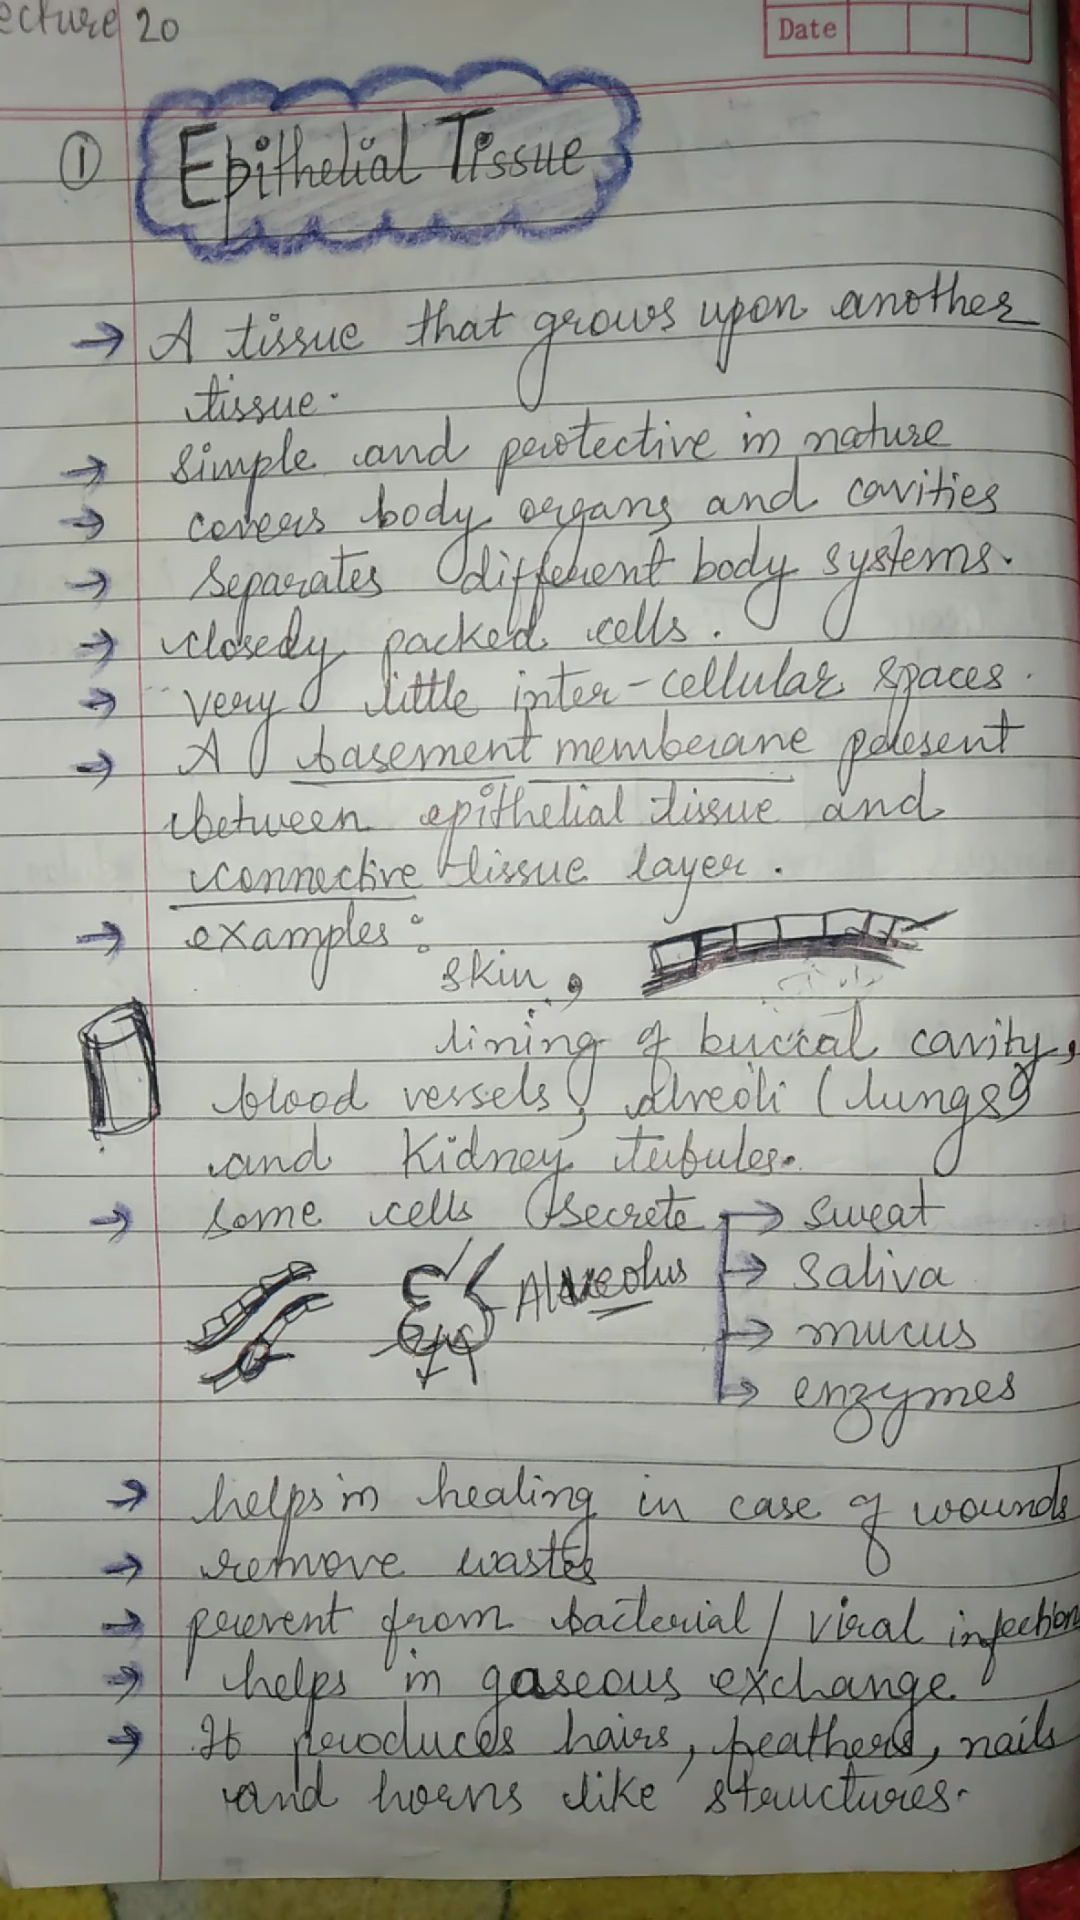 ecture 20
Date
① Epithelial Tissue
→ A tissue that grows upon another
tissue.
→ simple and protective in nature
→ covers body organs and cavities
→ separates different body systems.
→ closedy packed cells.
→ very little inter-cellular spaces.
→ A basement membrane present
between epithelial tissue and
connective tissue layer.
→ examples:
skin,
lining of buccal cavity,
blood vessels, alveoli (lungs)
and Kidney tubules.
→ some cells secrete → sweat
Alveolus → saliva
→ mucus
→ enzymes
→ helps in healing in case of wounds
→ remove wastes
→ prevent from bacterial / viral infection
→ helps in gaseous exchange.
→ It produces hairs, feathers, nails
and horns like structures.